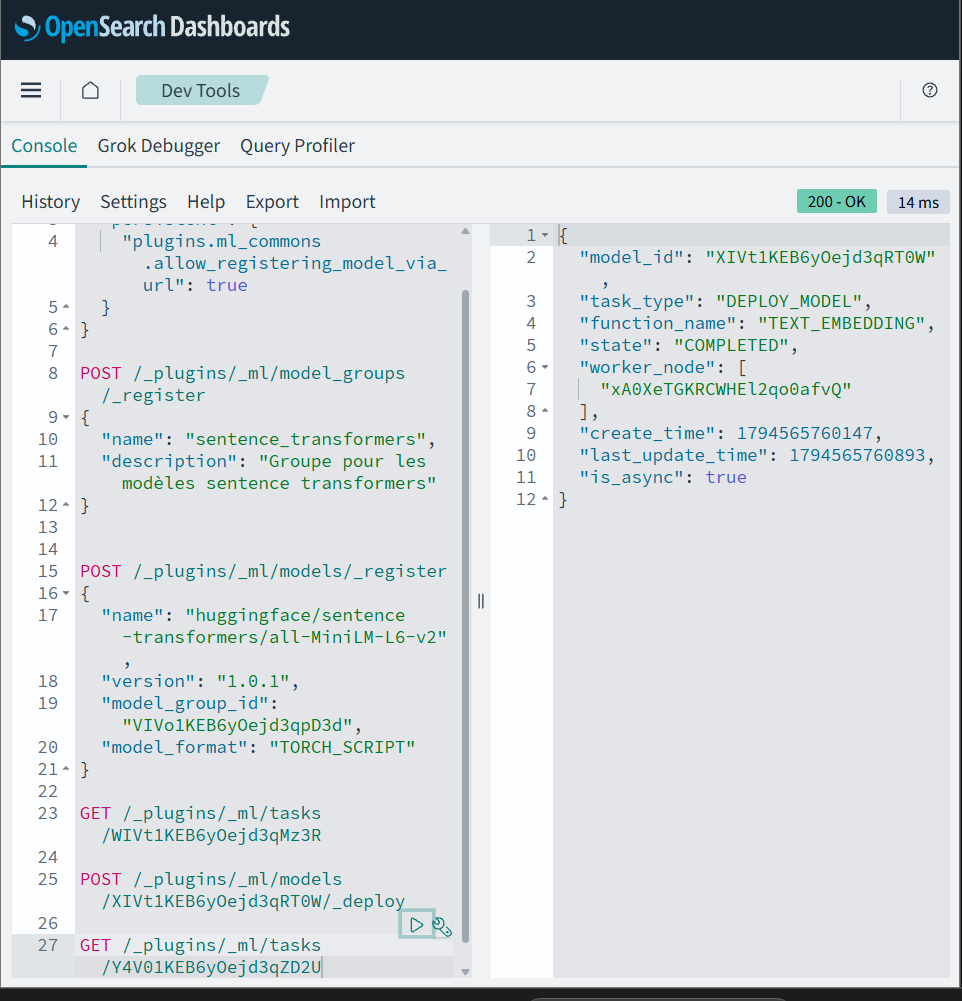 OpenSearch Dashboards
Dev Tools
Console Grok Debugger Query Profiler
History Settings Help Export Import 200 - OK 14 ms
4 "plugins.ml_commons
.allow_registering_model_via_
url": true
5 }
6 }
7
8 POST /_plugins/_ml/model_groups
/_register
9 {
10 "name": "sentence_transformers",
11 "description": "Groupe pour les
modèles sentence transformers"
12 }
13
14
15 POST /_plugins/_ml/models/_register
16 {
17 "name": "huggingface/sentence
-transformers/all-MiniLM-L6-v2"
,
18 "version": "1.0.1",
19 "model_group_id":
"VIVo1KEB6yOejd3qpD3d",
20 "model_format": "TORCH_SCRIPT"
21 }
22
23 GET /_plugins/_ml/tasks
/WIVt1KEB6yOejd3qMz3R
24
25 POST /_plugins/_ml/models
/XIVt1KEB6yOejd3qRT0W/_deploy
26
27 GET /_plugins/_ml/tasks
/Y4V01KEB6yOejd3qZD2U
1 {
2 "model_id": "XIVt1KEB6yOejd3qRT0W"
,
3 "task_type": "DEPLOY_MODEL",
4 "function_name": "TEXT_EMBEDDING",
5 "state": "COMPLETED",
6 "worker_node": [
7 "xA0XeTGKRCWHEl2qo0afvQ"
8 ],
9 "create_time": 1794565760147,
10 "last_update_time": 1794565760893,
11 "is_async": true
12 }